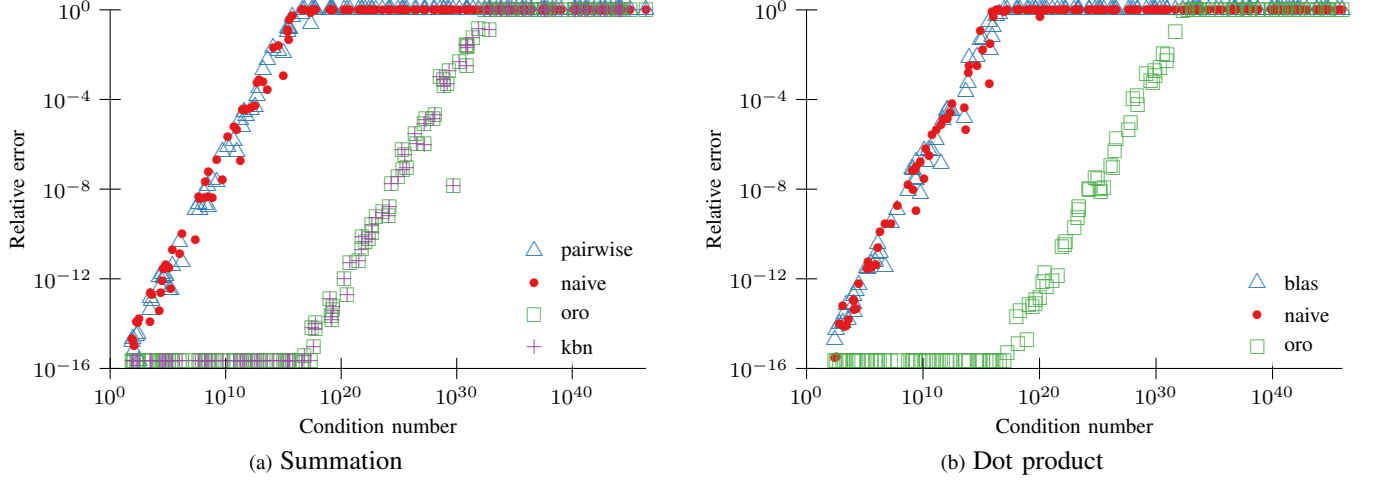 10^0
10^−4
10^−8
10^−12
10^−16
Relative error
pairwise
naive
oro
kbn
10^0
10^10
10^20
10^30
10^40
Condition number
(a) Summation
10^0
10^−4
10^−8
10^−12
10^−16
Relative error
blas
naive
oro
10^0
10^10
10^20
10^30
10^40
Condition number
(b) Dot product